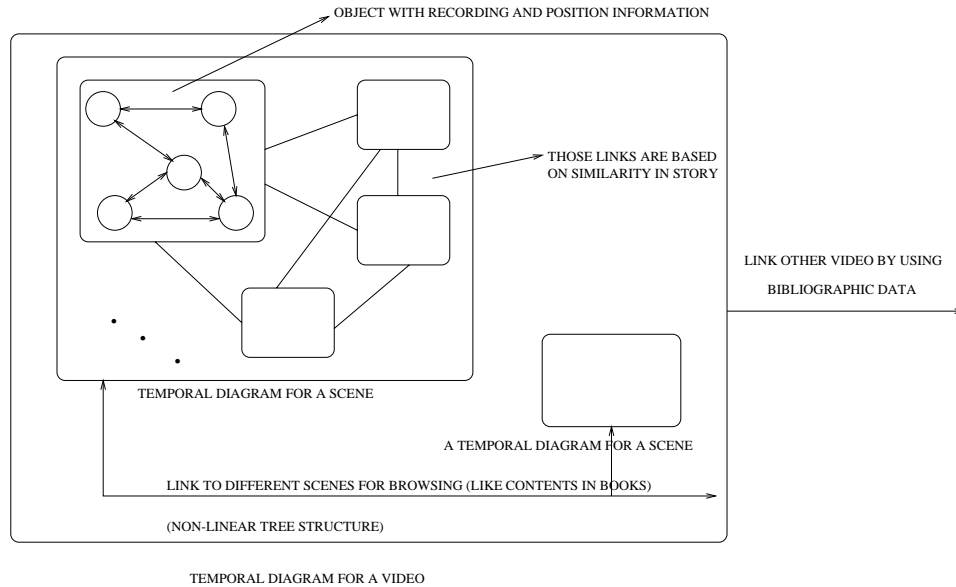 OBJECT WITH RECORDING AND POSITION INFORMATION
THOSE LINKS ARE BASED
ON SIMILARITY IN STORY
LINK OTHER VIDEO BY USING
BIBLIOGRAPHIC DATA
TEMPORAL DIAGRAM FOR A SCENE
A TEMPORAL DIAGRAM FOR A SCENE
LINK TO DIFFERENT SCENES FOR BROWSING (LIKE CONTENTS IN BOOKS)
(NON-LINEAR TREE STRUCTURE)
TEMPORAL DIAGRAM FOR A VIDEO